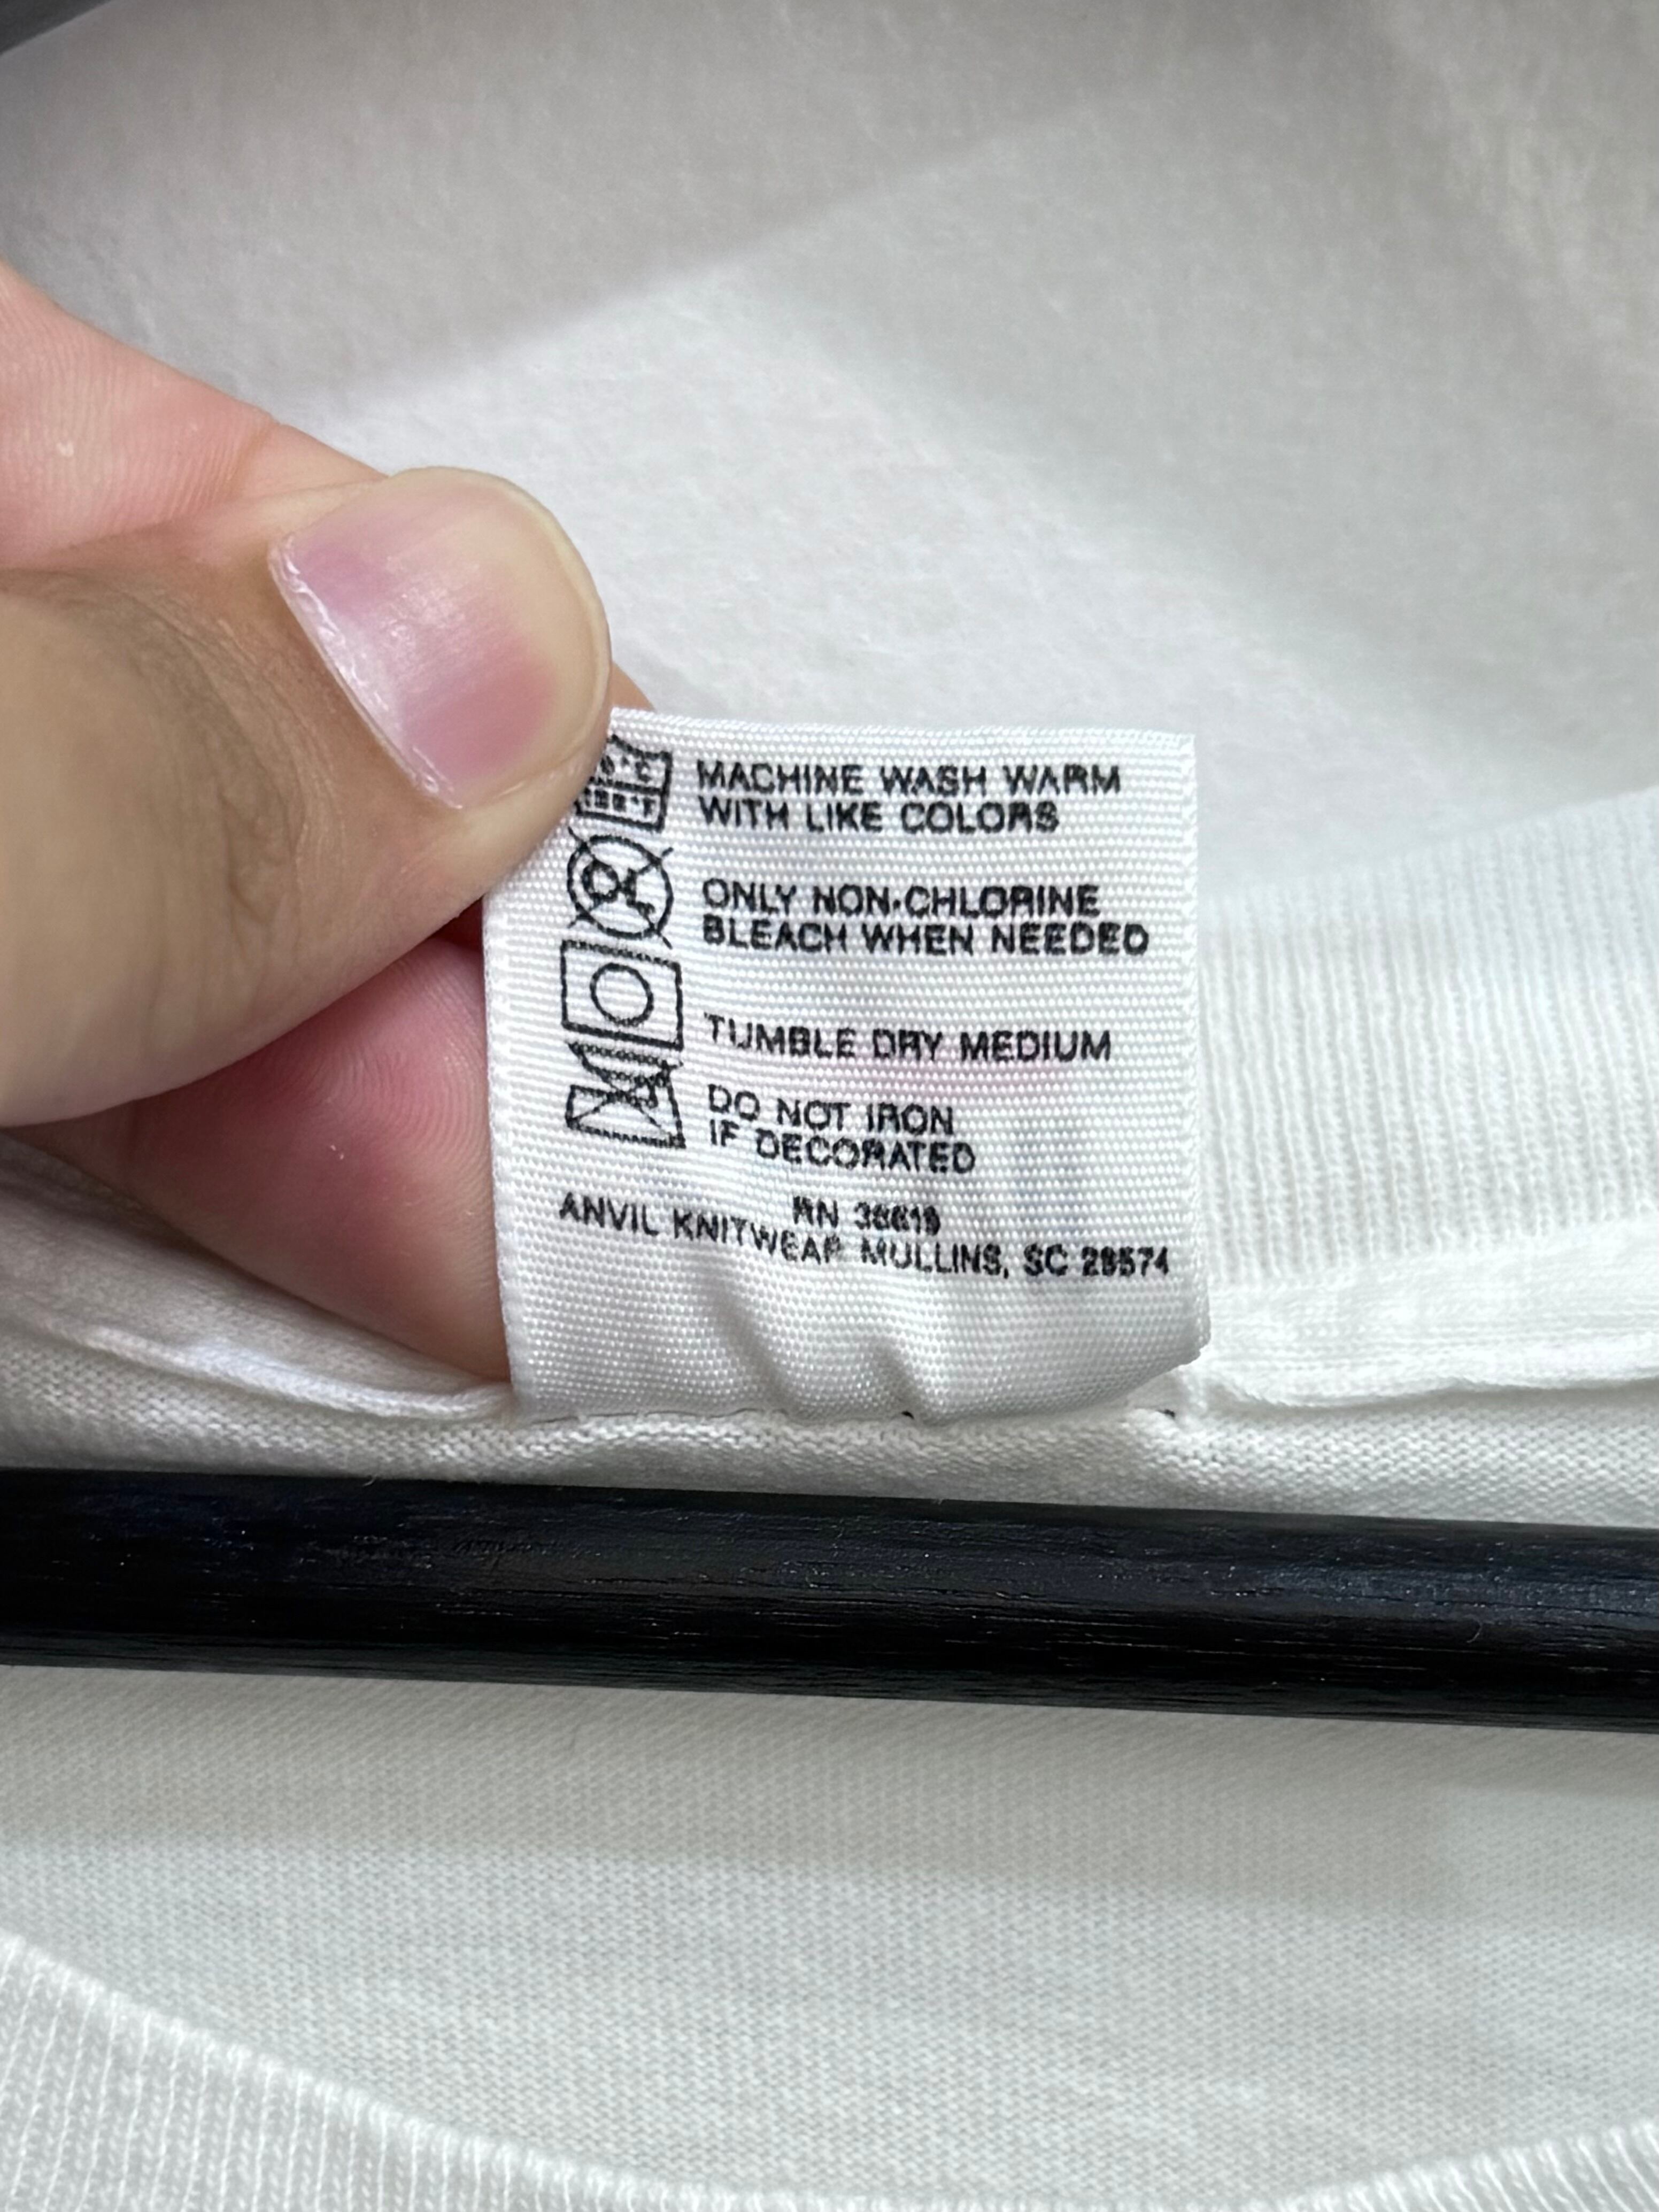 MACHINE WASH WARM
WITH LIKE COLORS
ONLY NON-CHLORINE
BLEACH WHEN NEEDED
TUMBLE DRY MEDIUM
DO NOT IRON
IF DECORATED
RN 36619
ANVIL KNITWEAR MULLINS, SC 29574